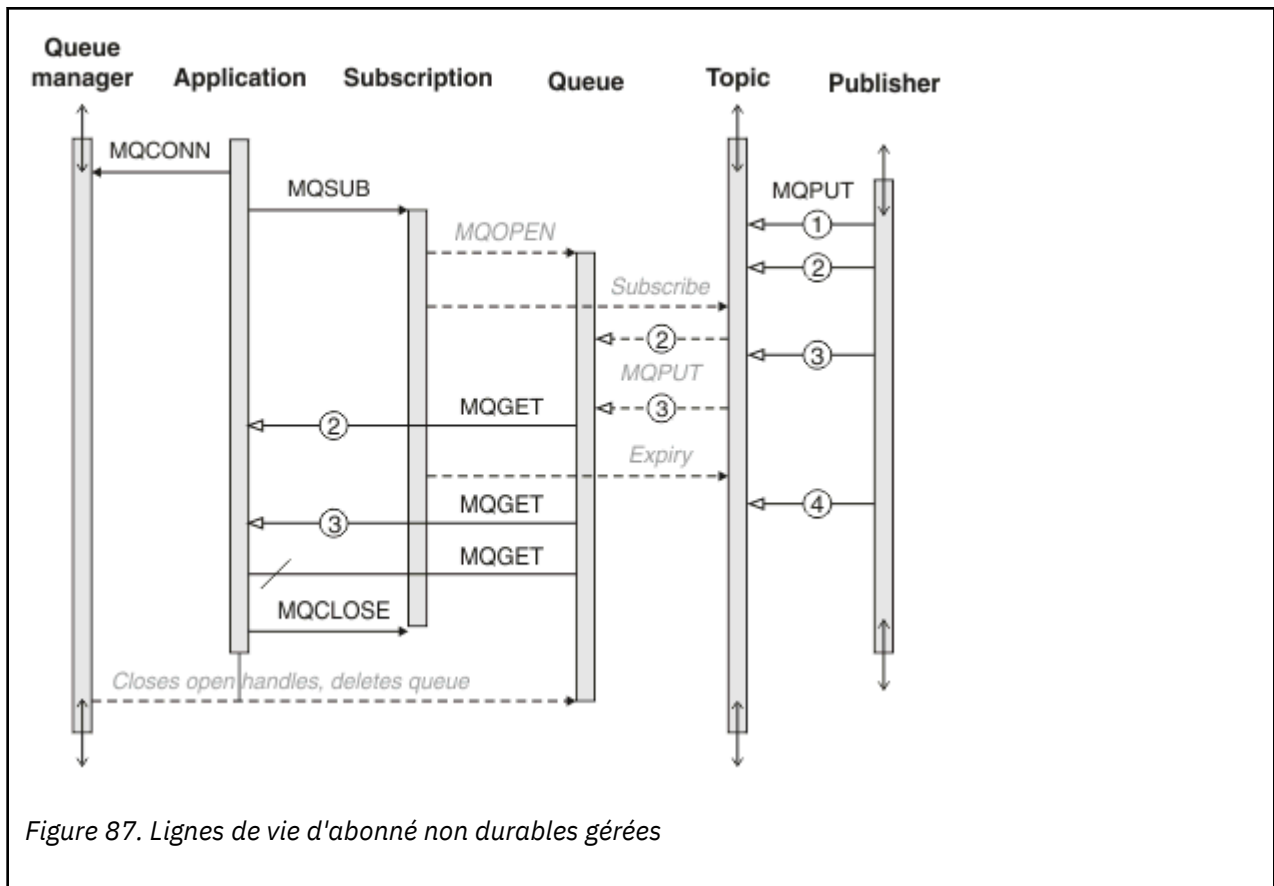 Queue
manager Application Subscription Queue Topic Publisher
MQCONN
MQSUB MQPUT
①
MQOPEN
②
Subscribe
②
③
MQPUT
MQGET ③
②
Expiry
MQGET ④
③
MQGET
MQCLOSE
Closes open handles, deletes queue
Figure 87. Lignes de vie d'abonné non durables gérées